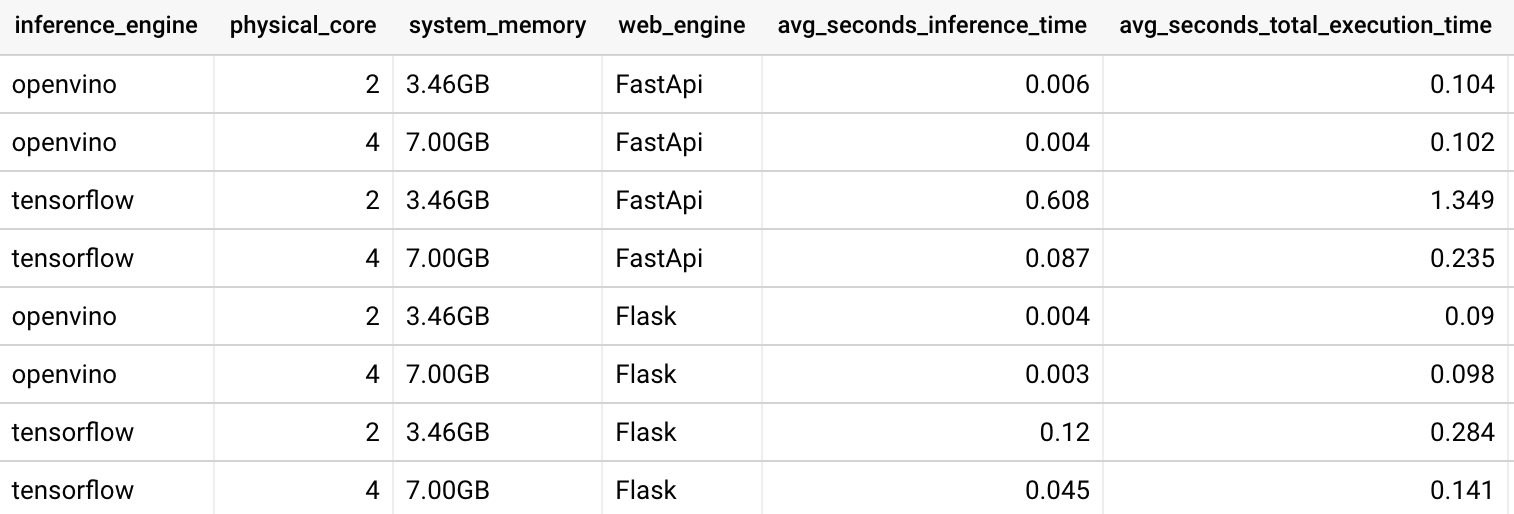 inference_engine physical_core system_memory web_engine avg_seconds_inference_time avg_seconds_total_execution_time
openvino 2 3.46GB FastApi 0.006 0.104
openvino 4 7.00GB FastApi 0.004 0.102
tensorflow 2 3.46GB FastApi 0.608 1.349
tensorflow 4 7.00GB FastApi 0.087 0.235
openvino 2 3.46GB Flask 0.004 0.09
openvino 4 7.00GB Flask 0.003 0.098
tensorflow 2 3.46GB Flask 0.12 0.284
tensorflow 4 7.00GB Flask 0.045 0.141